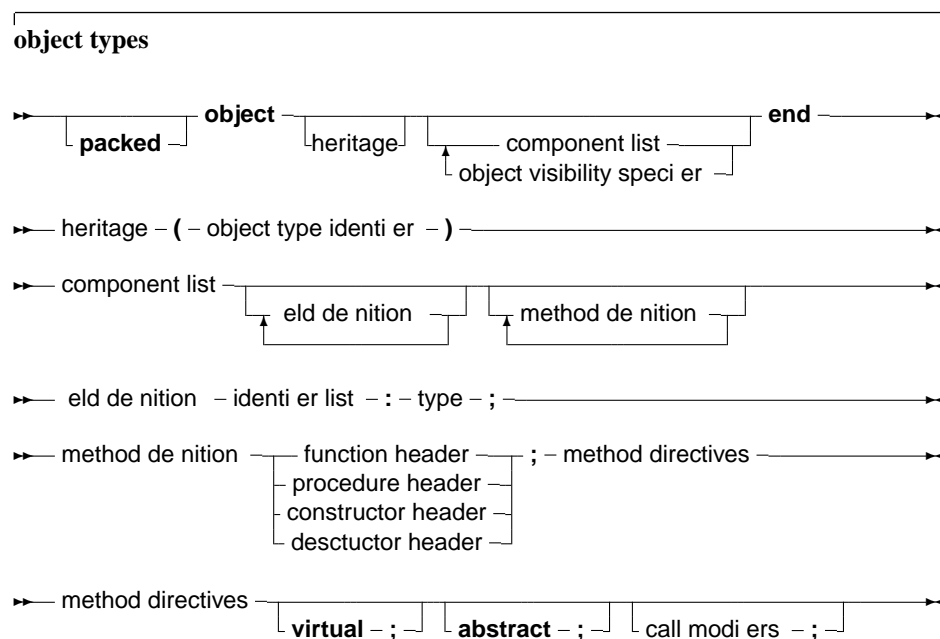 object types
packed object heritage component list end
object visibility speci er
heritage ( object type identi er )
component list eld de nition method de nition
eld de nition identi er list : type ;
method de nition function header ; method directives
procedure header
constructor header
desctuctor header
method directives virtual ; abstract ; call modi ers ;